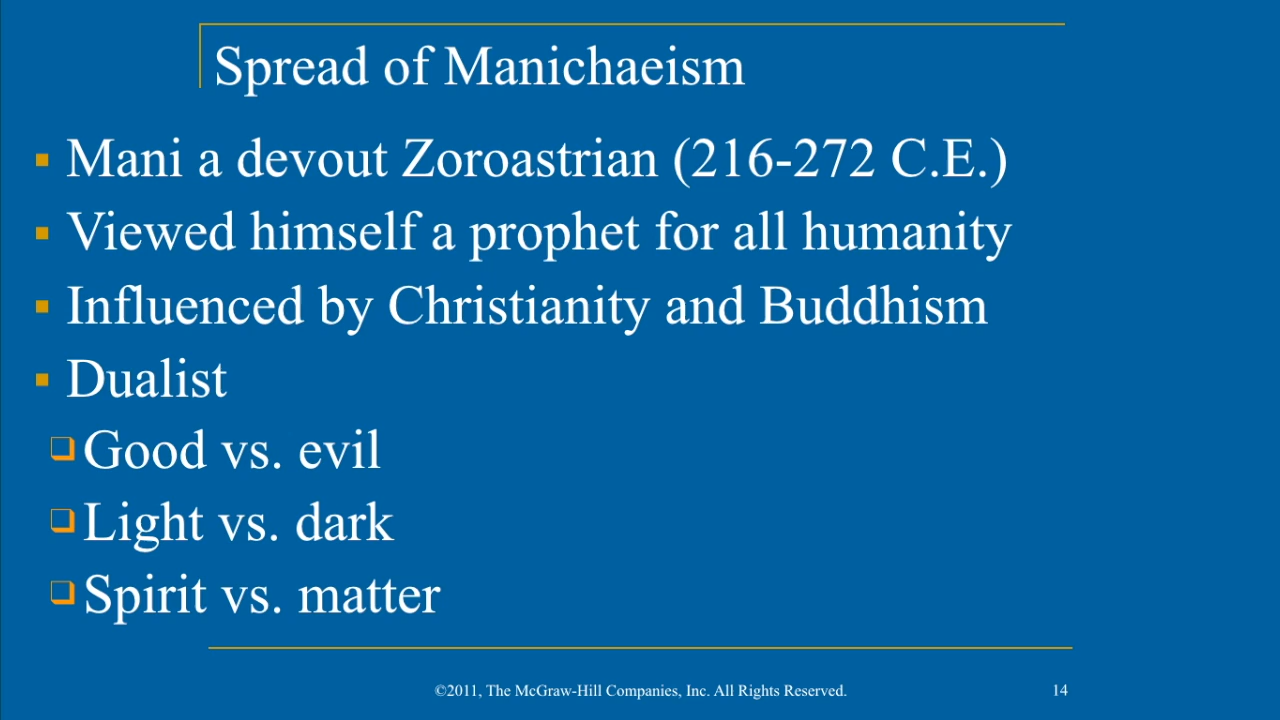 Spread of Manichaeism
Mani a devout Zoroastrian (216-272 C.E.)
Viewed himself a prophet for all humanity
Influenced by Christianity and Buddhism
Dualist
Good vs. evil
Light vs. dark
Spirit vs. matter
©2011, The McGraw-Hill Companies, Inc. All Rights Reserved.
14